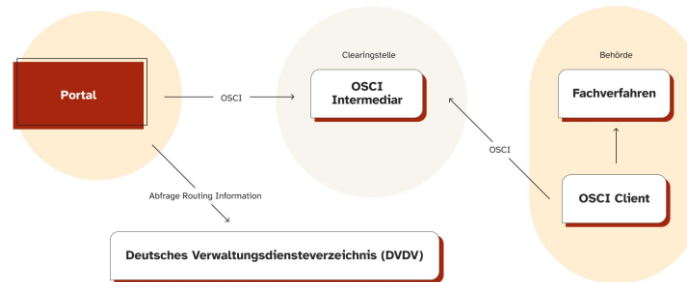 Clearingstelle
Behörde
Portal
OSCI
OSCI
Intermediar
Fachverfahren
OSCI
Abfrage Routing Information
OSCI Client
Deutsches Verwaltungsdiensteverzeichnis (DVDV)